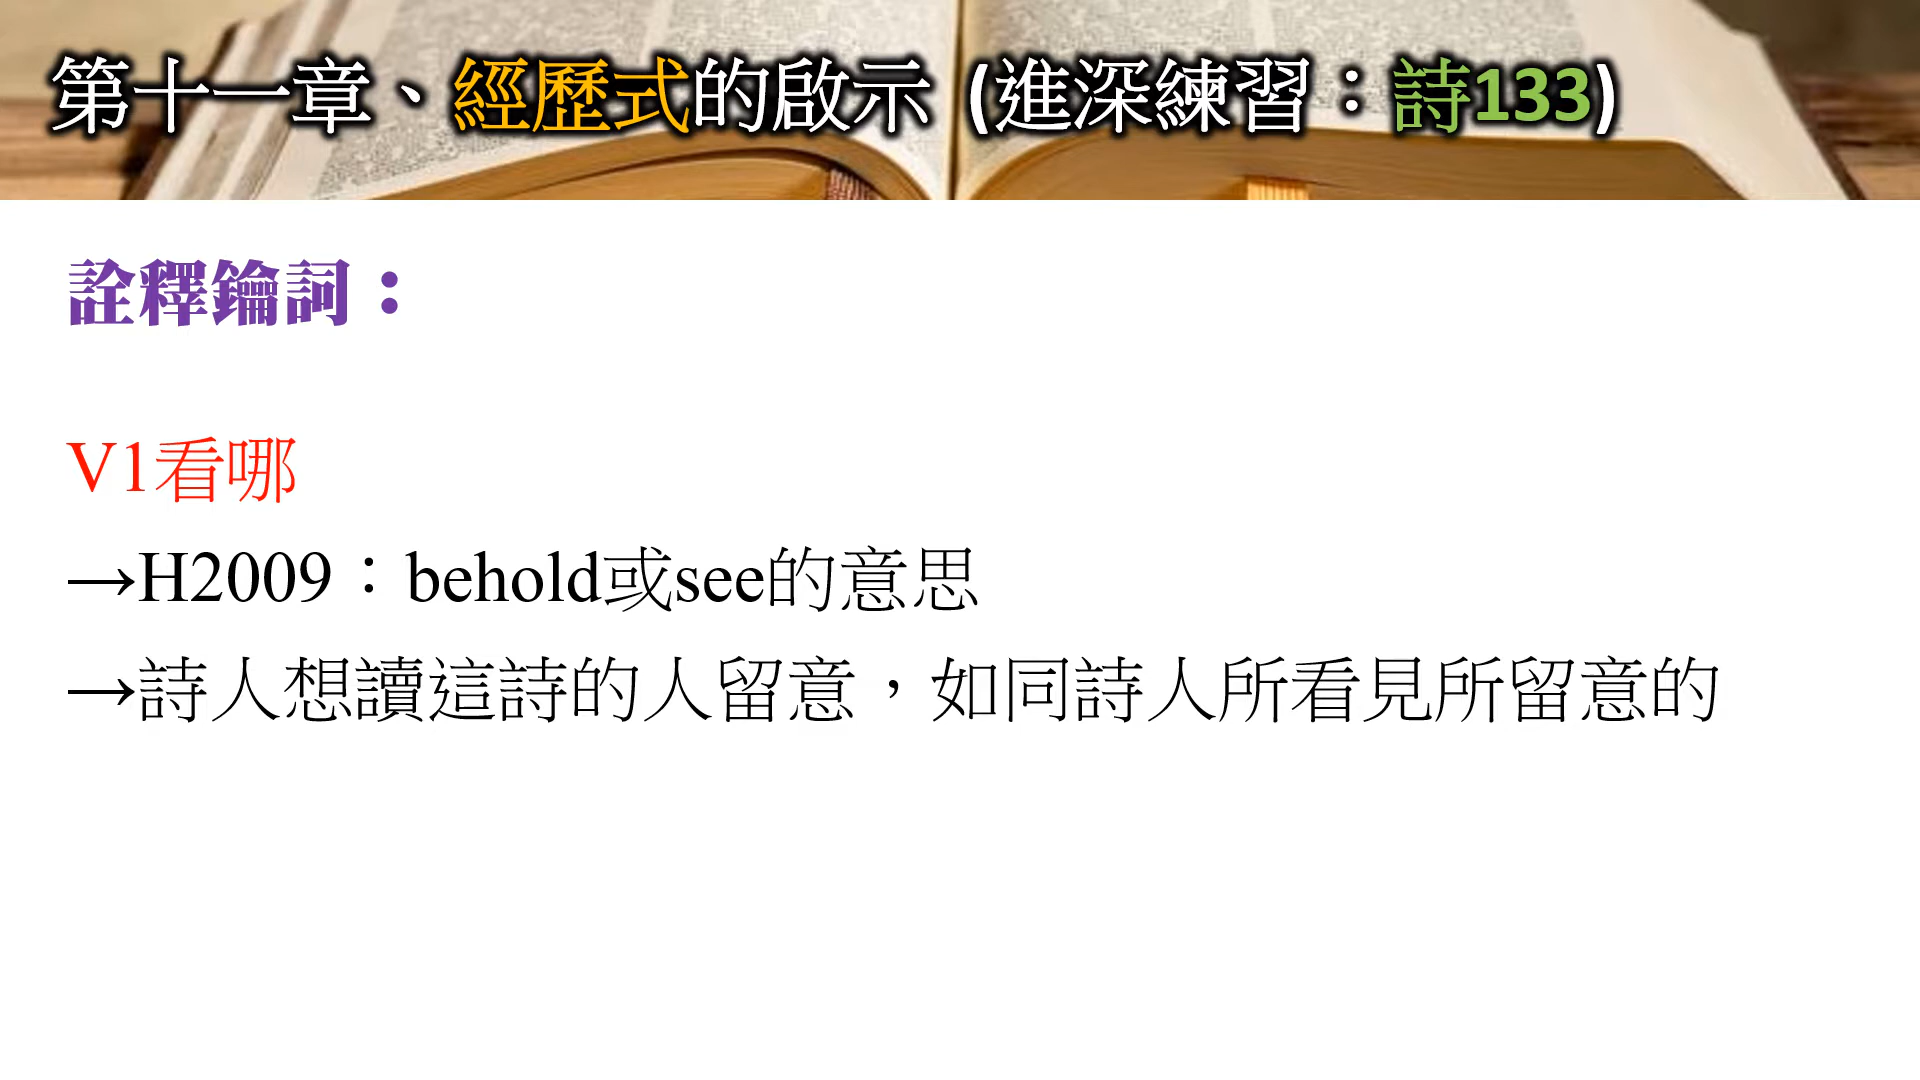 第十一章、經歷式的啟示 (進深練習：詩133)
詮釋鑰詞：
V1看哪
→H2009：behold或see的意思
→詩人想讀這詩的人留意，如同詩人所看見所留意的